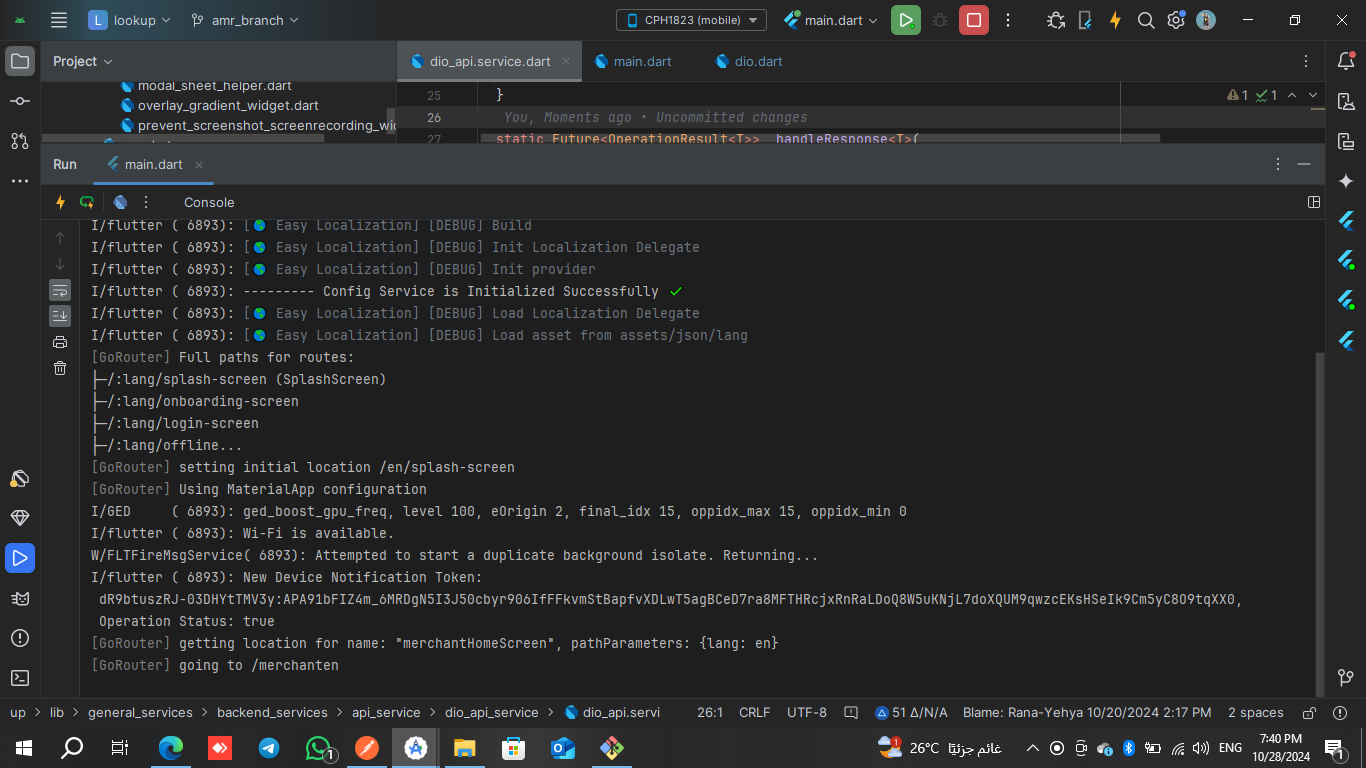 L lookup amr_branch CPH1823 (mobile) main.dart
Project dio_api.service.dart main.dart dio.dart
modal_sheet_helper.dart
overlay_gradient_widget.dart
prevent_screenshot_screenrecording_wi
25 } 1 1
26 You, Moments ago • Uncommitted changes
27 static Future<OperationResult<T>> _handleResponse<T>(
Run main.dart
Console
I/flutter ( 6893): [🌎 Easy Localization] [DEBUG] Build
I/flutter ( 6893): [🌎 Easy Localization] [DEBUG] Init Localization Delegate
I/flutter ( 6893): [🌎 Easy Localization] [DEBUG] Init provider
I/flutter ( 6893): --------- Config Service is Initialized Successfully ✔
I/flutter ( 6893): [🌎 Easy Localization] [DEBUG] Load Localization Delegate
I/flutter ( 6893): [🌎 Easy Localization] [DEBUG] Load asset from assets/json/lang
[GoRouter] Full paths for routes:
├─/:lang/splash-screen (SplashScreen)
├─/:lang/onboarding-screen
├─/:lang/login-screen
├─/:lang/offline...
[GoRouter] setting initial location /en/splash-screen
[GoRouter] Using MaterialApp configuration
I/GED     ( 6893): ged_boost_gpu_freq, level 100, eOrigin 2, final_idx 15, oppidx_max 15, oppidx_min 0
I/flutter ( 6893): Wi-Fi is available.
W/FLTFireMsgService( 6893): Attempted to start a duplicate background isolate. Returning...
I/flutter ( 6893): New Device Notification Token:
dR9btuszRJ-03DHYtTMV3y:APA91bFIZ4m_6MRDgN5I3J50cbyr906IfFFkvmStBapfvXDLwT5agBCeD7ra8MFTHRcjxRnRaLDoQ8W5uKNjL7doXQUM9qwzcEKsHSeIk9Cm5yC8O9tqXX0,
Operation Status: true
[GoRouter] getting location for name: "merchantHomeScreen", pathParameters: {lang: en}
[GoRouter] going to /merchanten
up > lib > general_services > backend_services > api_service > dio_api_service > dio_api.servi 26:1 CRLF UTF-8 51 Δ/N/A Blame: Rana-Yehya 10/20/2024 2:17 PM 2 spaces
1 1 26°C غائم جزئيًا ENG 7:40 PM
10/28/2024 1